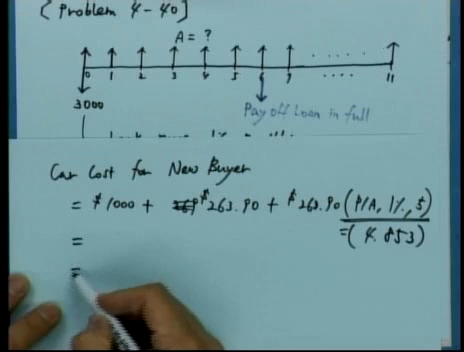 [Problem 4-40]
A = ?
0 1 2 3 4 5 6 7 ..... 11
3000
Pay off Loan in full
Car Cost for New Buyer
= $1000 + $263.90 + $263.90 (P/A, 1%, 5)
=(4.853)
=
=